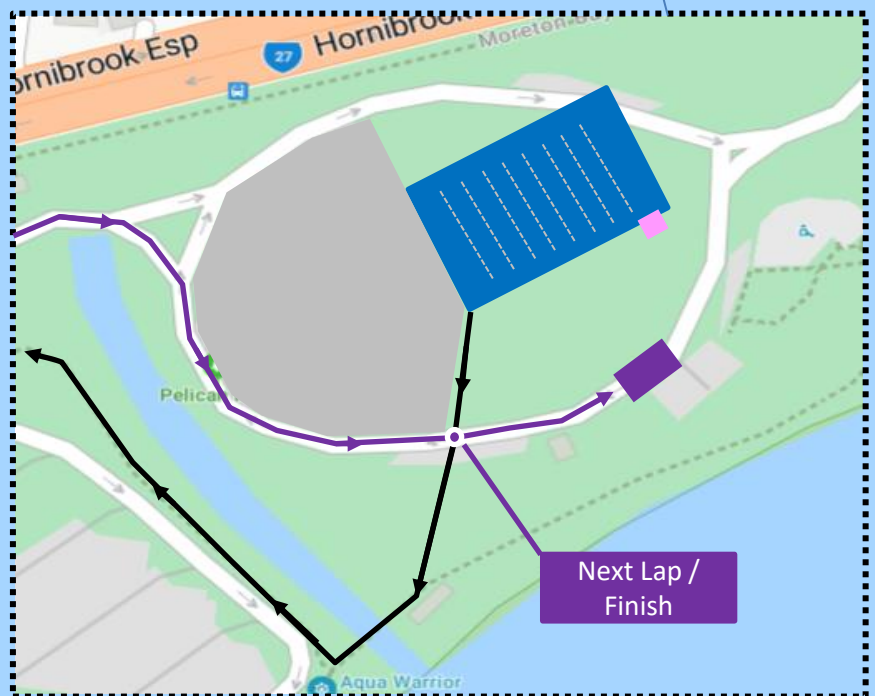 ornibrook Esp
27
Hornibrook
Moreton Bay
Pelican
Next Lap /
Finish
Aqua Warrior